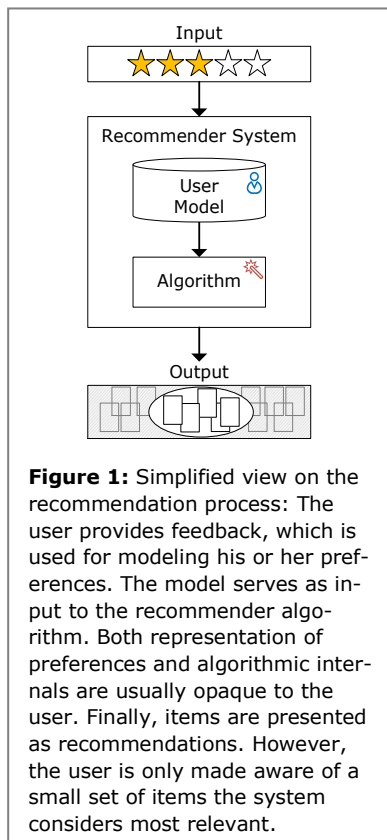 Input
Recommender System
User
Model
Algorithm
Output
Figure 1: Simplified view on the
recommendation process: The
user provides feedback, which is
used for modeling his or her pref-
erences. The model serves as in-
put to the recommender algo-
rithm. Both representation of
preferences and algorithmic inter-
nals are usually opaque to the
user. Finally, items are presented
as recommendations. However,
the user is only made aware of a
small set of items the system
considers most relevant.